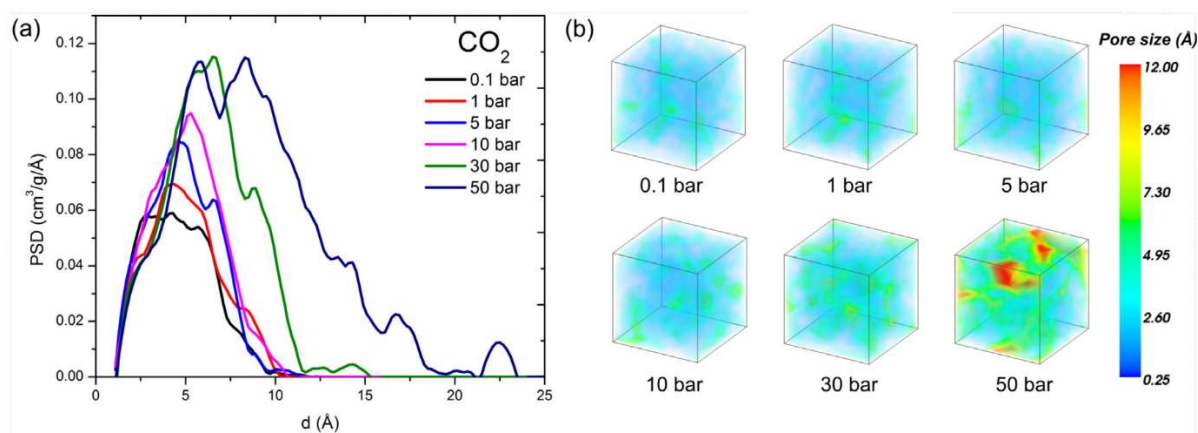 (a)
CO2
0.1 bar
1 bar
5 bar
10 bar
30 bar
50 bar
0.12
0.10
0.08
0.06
0.04
0.02
0.00
PSD (cm³/g/Å)
0 5 10 15 20 25
d (Å)
(b)
0.1 bar 1 bar 5 bar
10 bar 30 bar 50 bar
Pore size (Å)
12.00
9.65
7.30
4.95
2.60
0.25